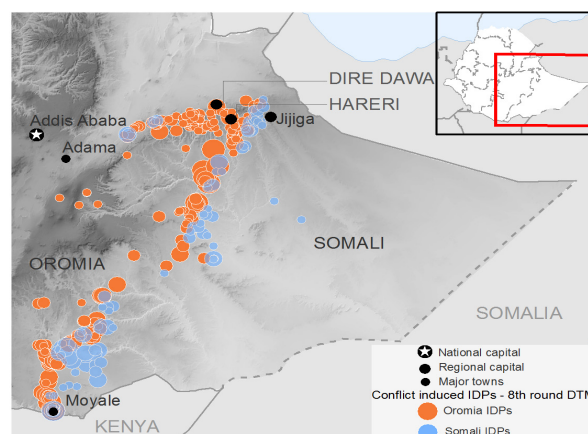 DIRE DAWA
HARERI
Addis Ababa
Jijiga
Adama
SOMALI
OROMIA
SOMALIA
Moyale
KENYA
National capital
Regional capital
Major towns
Conflict induced IDPs - 8th round DTM
Oromia IDPs
Somali IDPs